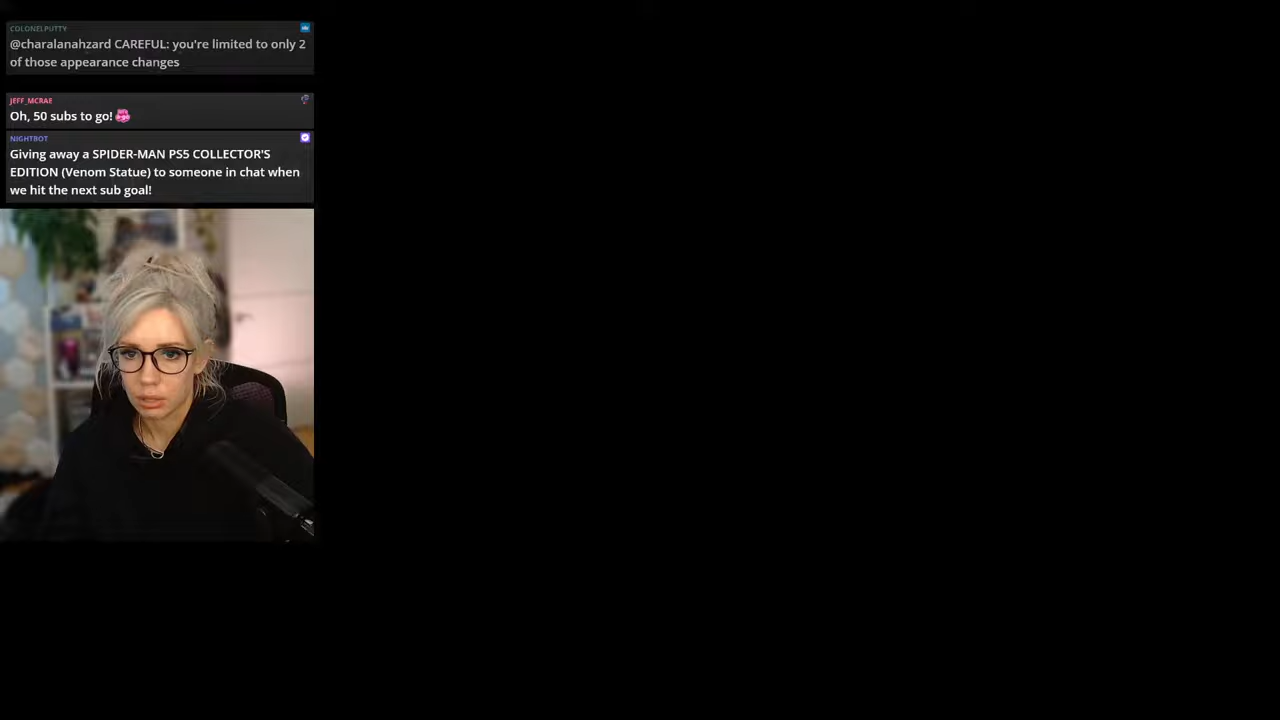 COLONELPUTTY
@charalanahzard CAREFUL: you're limited to only 2
of those appearance changes
JEFF_MCRAE
Oh, 50 subs to go!
NIGHTBOT
Giving away a SPIDER-MAN PS5 COLLECTOR'S
EDITION (Venom Statue) to someone in chat when
we hit the next sub goal!